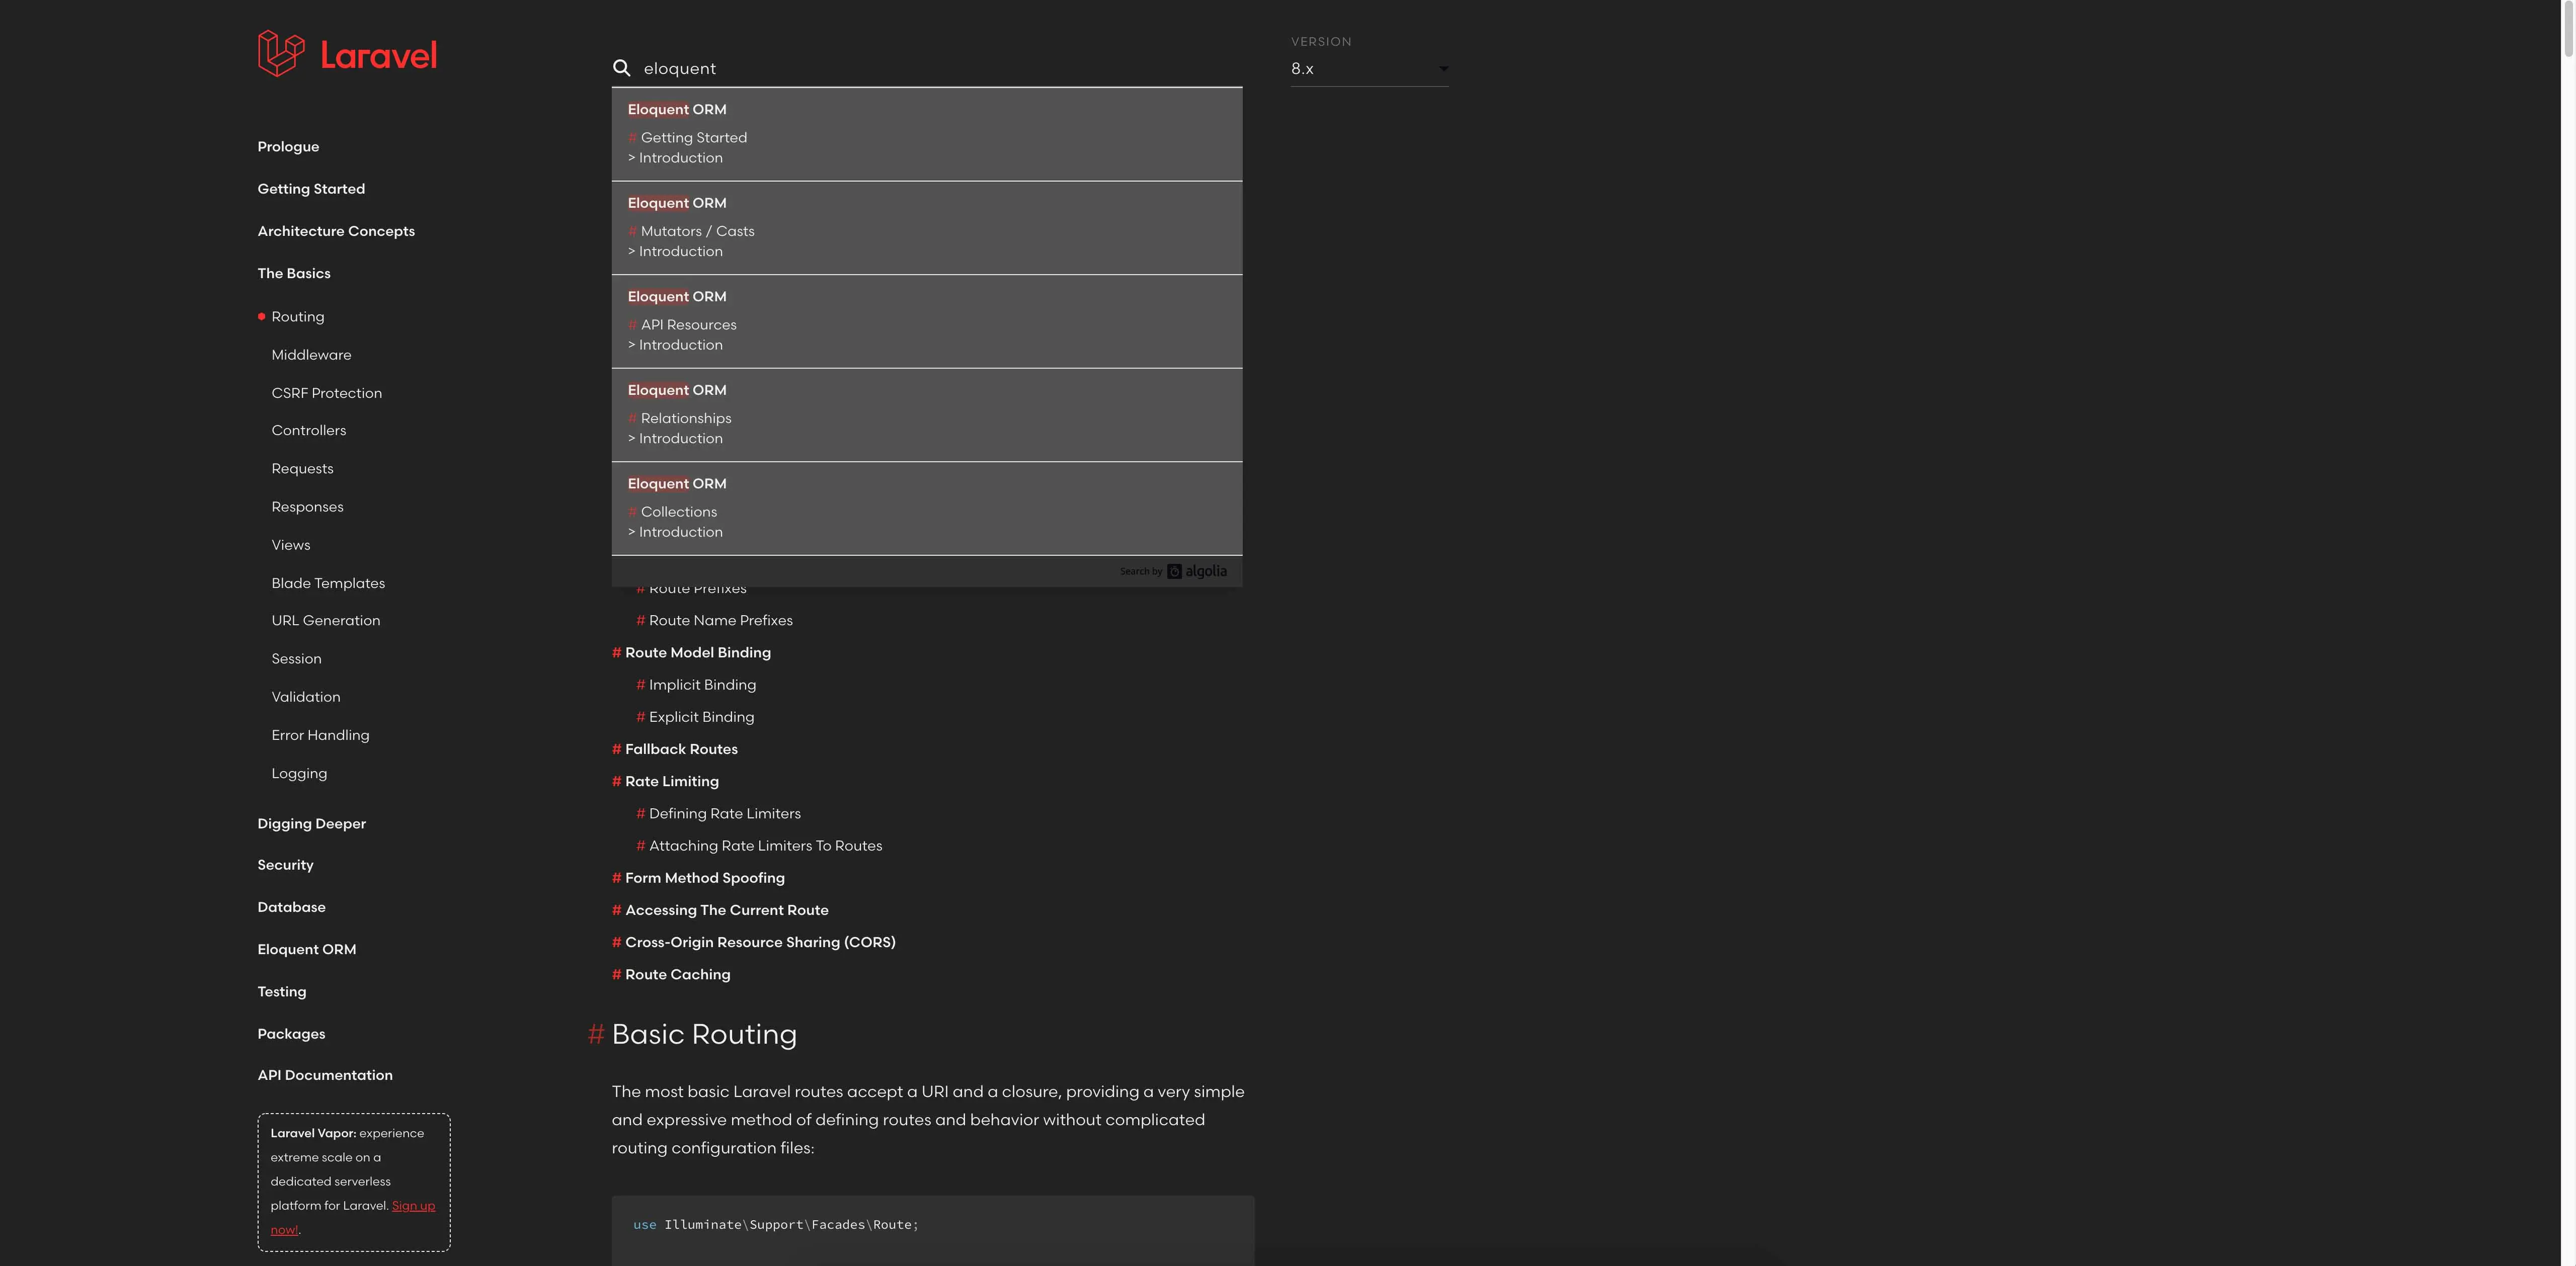 Laravel
Prologue
Getting Started
Architecture Concepts
The Basics
Routing
Middleware
CSRF Protection
Controllers
Requests
Responses
Views
Blade Templates
URL Generation
Session
Validation
Error Handling
Logging
Digging Deeper
Security
Database
Eloquent ORM
Testing
Packages
API Documentation
Laravel Vapor: experience
extreme scale on a
dedicated serverless
platform for Laravel. Sign up
now!.
eloquent
Eloquent ORM
# Getting Started
> Introduction
Eloquent ORM
# Mutators / Casts
> Introduction
Eloquent ORM
# API Resources
> Introduction
Eloquent ORM
# Relationships
> Introduction
Eloquent ORM
# Collections
> Introduction
Search by algolia
# Route Prefixes
# Route Name Prefixes
# Route Model Binding
# Implicit Binding
# Explicit Binding
# Fallback Routes
# Rate Limiting
# Defining Rate Limiters
# Attaching Rate Limiters To Routes
# Form Method Spoofing
# Accessing The Current Route
# Cross-Origin Resource Sharing (CORS)
# Route Caching
# Basic Routing
The most basic Laravel routes accept a URI and a closure, providing a very simple
and expressive method of defining routes and behavior without complicated
routing configuration files:
use Illuminate\Support\Facades\Route;
VERSION
8.x